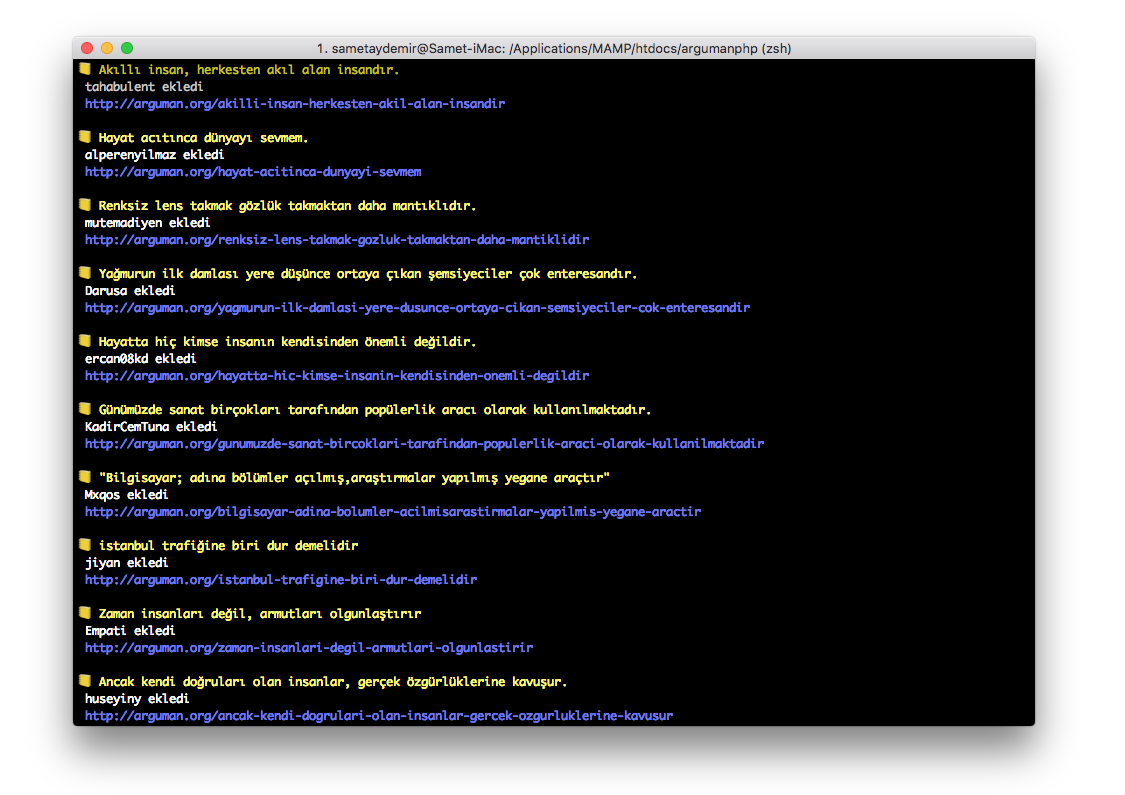 1. sametaydemir@Samet-iMac: /Applications/MAMP/htdocs/argumanphp (zsh)
Akıllı insan, herkesten akıl alan insandır.
tahabulent ekledi
http://arguman.org/akilli-insan-herkesten-akil-alan-insandir
Hayat acıtınca dünyayı sevmem.
alperenyilmaz ekledi
http://arguman.org/hayat-acitinca-dunyayi-sevmem
Renksiz lens takmak gözlük takmaktan daha mantıklıdır.
mutemadiyen ekledi
http://arguman.org/renksiz-lens-takmak-gozluk-takmaktan-daha-mantiklidir
Yağmurun ilk damlası yere düşünce ortaya çıkan şemsiyeciler çok enteresandır.
Darusa ekledi
http://arguman.org/yagmurun-ilk-damlasi-yere-dusunce-ortaya-cikan-semsiyeciler-cok-enteresandir
Hayatta hiç kimse insanın kendisinden önemli değildir.
ercan08kd ekledi
http://arguman.org/hayatta-hic-kimse-insanin-kendisinden-onemli-degildir
Günümüzde sanat birçokları tarafından popülerlik aracı olarak kullanılmaktadır.
KadirCemTuna ekledi
http://arguman.org/gunumuzde-sanat-bircoklari-tarafindan-populerlik-araci-olarak-kullanilmaktadir
"Bilgisayar; adına bölümler açılmış,araştırmalar yapılmış yegane araçtır"
Mxqos ekledi
http://arguman.org/bilgisayar-adina-bolumler-acilmisarastirmalar-yapilmis-yegane-aractir
istanbul trafiğine biri dur demelidir
jiyan ekledi
http://arguman.org/istanbul-trafigine-biri-dur-demelidir
Zaman insanları değil, armutları olgunlaştırır
Empati ekledi
http://arguman.org/zaman-insanlari-degil-armutlari-olgunlastirir
Ancak kendi doğruları olan insanlar, gerçek özgürlüklerine kavuşur.
huseyiny ekledi
http://arguman.org/ancak-kendi-dogrulari-olan-insanlar-gercek-ozgurluklerine-kavusur